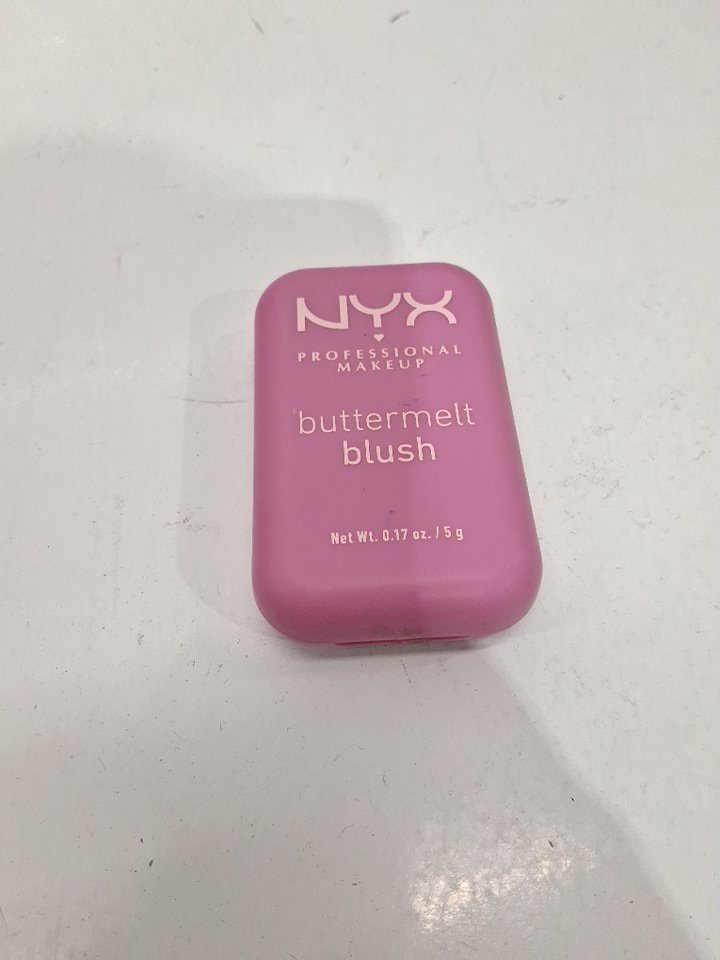 NYX
PROFESSIONAL
MAKEUP
buttermelt
blush
Net Wt. 0.17 oz. / 5 g